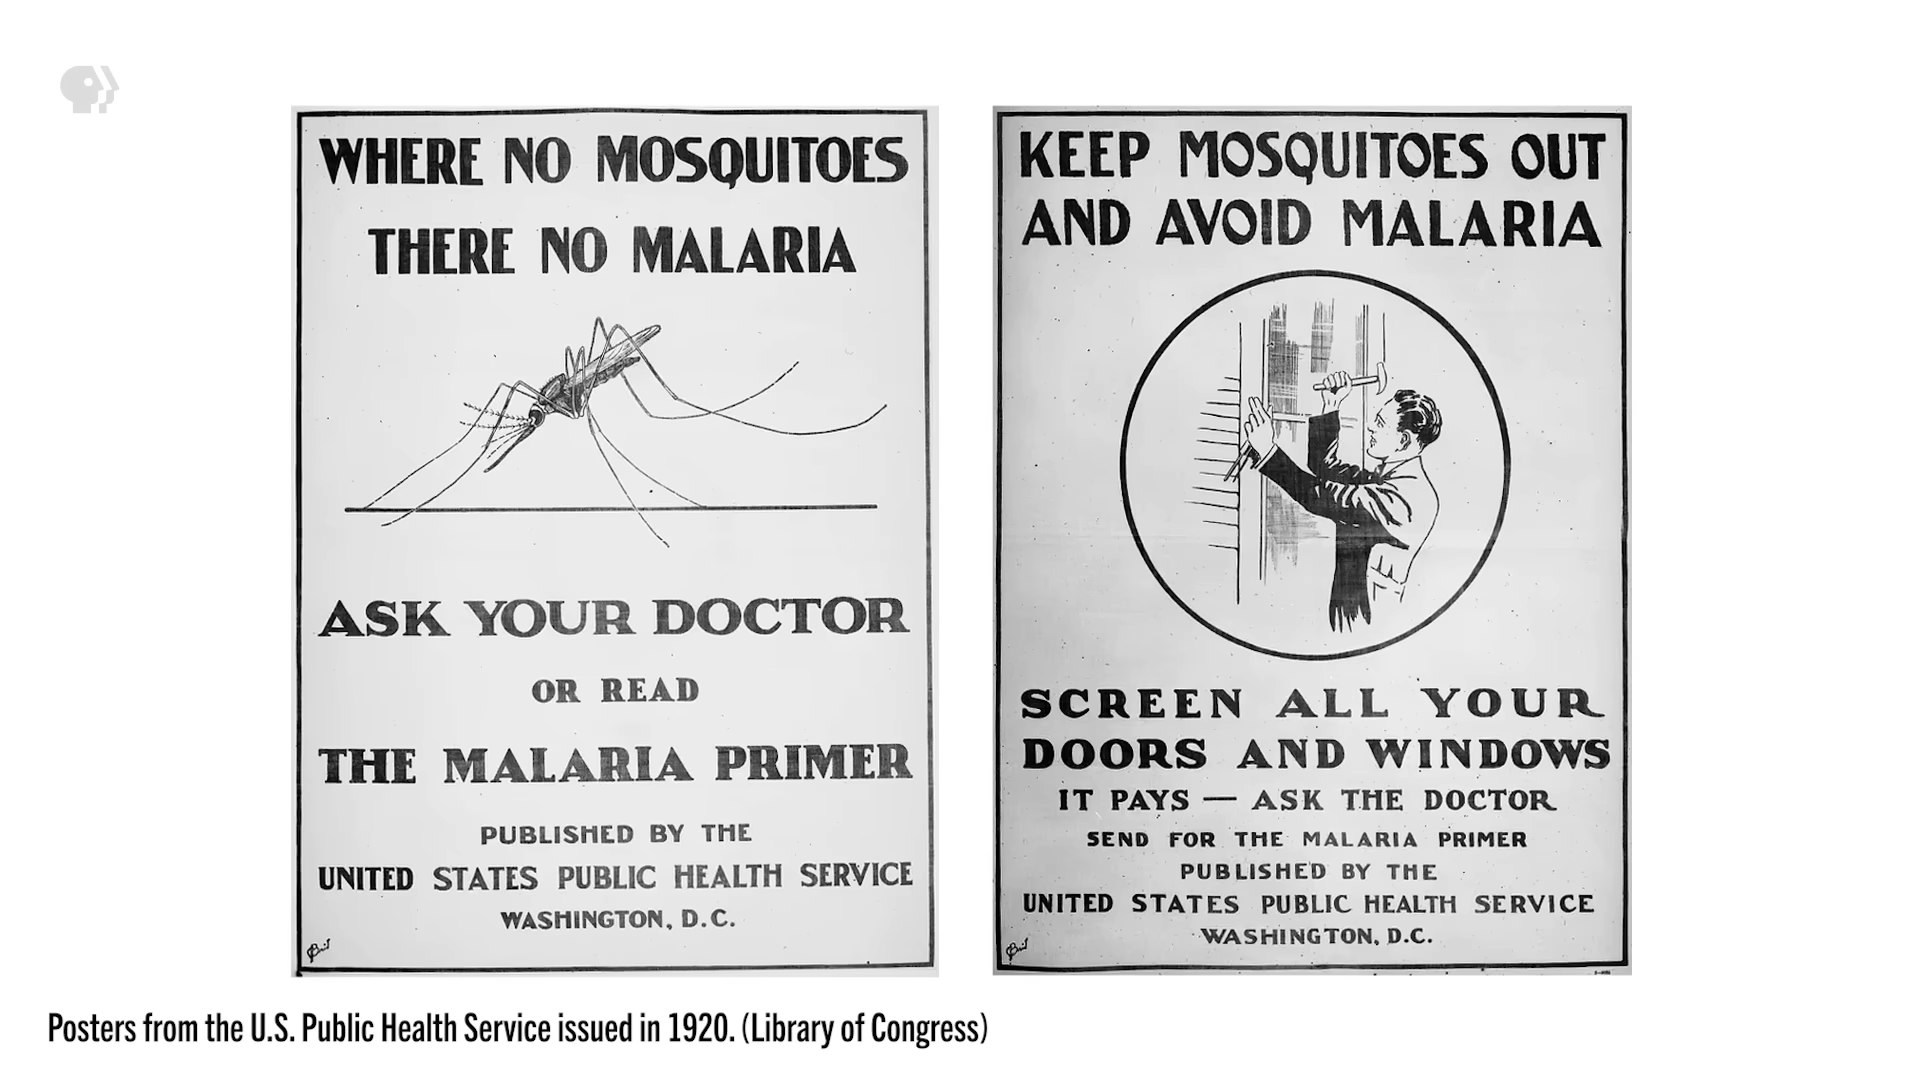 WHERE NO MOSQUITOES
THERE NO MALARIA
ASK YOUR DOCTOR
OR READ
THE MALARIA PRIMER
PUBLISHED BY THE
UNITED STATES PUBLIC HEALTH SERVICE
WASHINGTON, D.C.
KEEP MOSQUITOES OUT
AND AVOID MALARIA
SCREEN ALL YOUR
DOORS AND WINDOWS
IT PAYS — ASK THE DOCTOR
SEND FOR THE MALARIA PRIMER
PUBLISHED BY THE
UNITED STATES PUBLIC HEALTH SERVICE
WASHINGTON, D.C.
Posters from the U.S. Public Health Service issued in 1920. (Library of Congress)